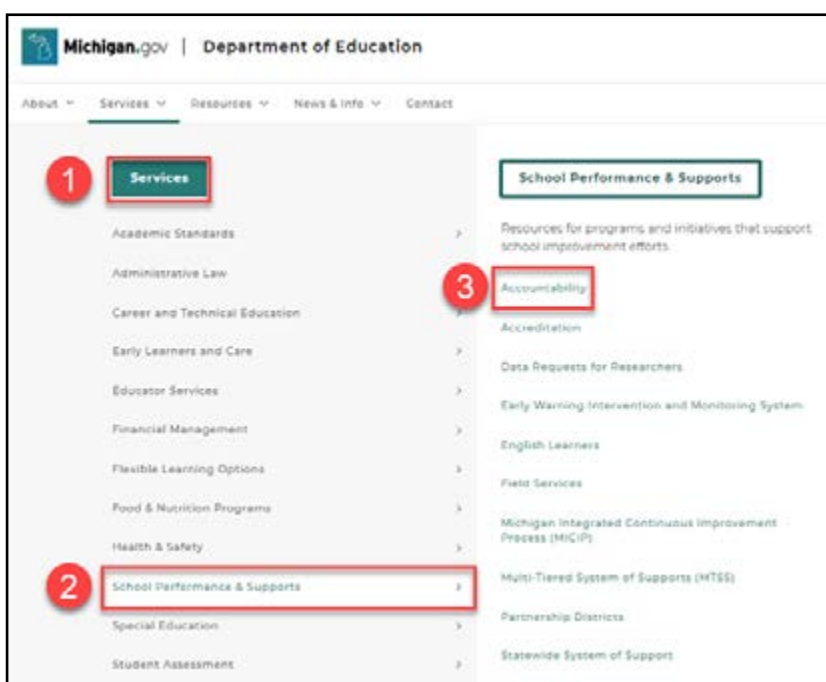 Michigan.gov | Department of Education
About Services Resources News & Info Contact
1
Services
Academic Standards
Administrative Law
Career and Technical Education
Early Learners and Care
Educator Services
Financial Management
Flexible Learning Options
Food & Nutrition Programs
Health & Safety
2
School Performance & Supports
Special Education
Student Assessment
School Performance & Supports
Resources for programs and initiatives that support
school improvement efforts.
3
Accountability
Accreditation
Data Requests for Researchers
Early Warning Intervention and Monitoring System
English Learners
Field Services
Michigan Integrated Continuous Improvement
Process (MICIP)
Multi-Tiered System of Supports (MTSS)
Partnership Districts
Statewide System of Support